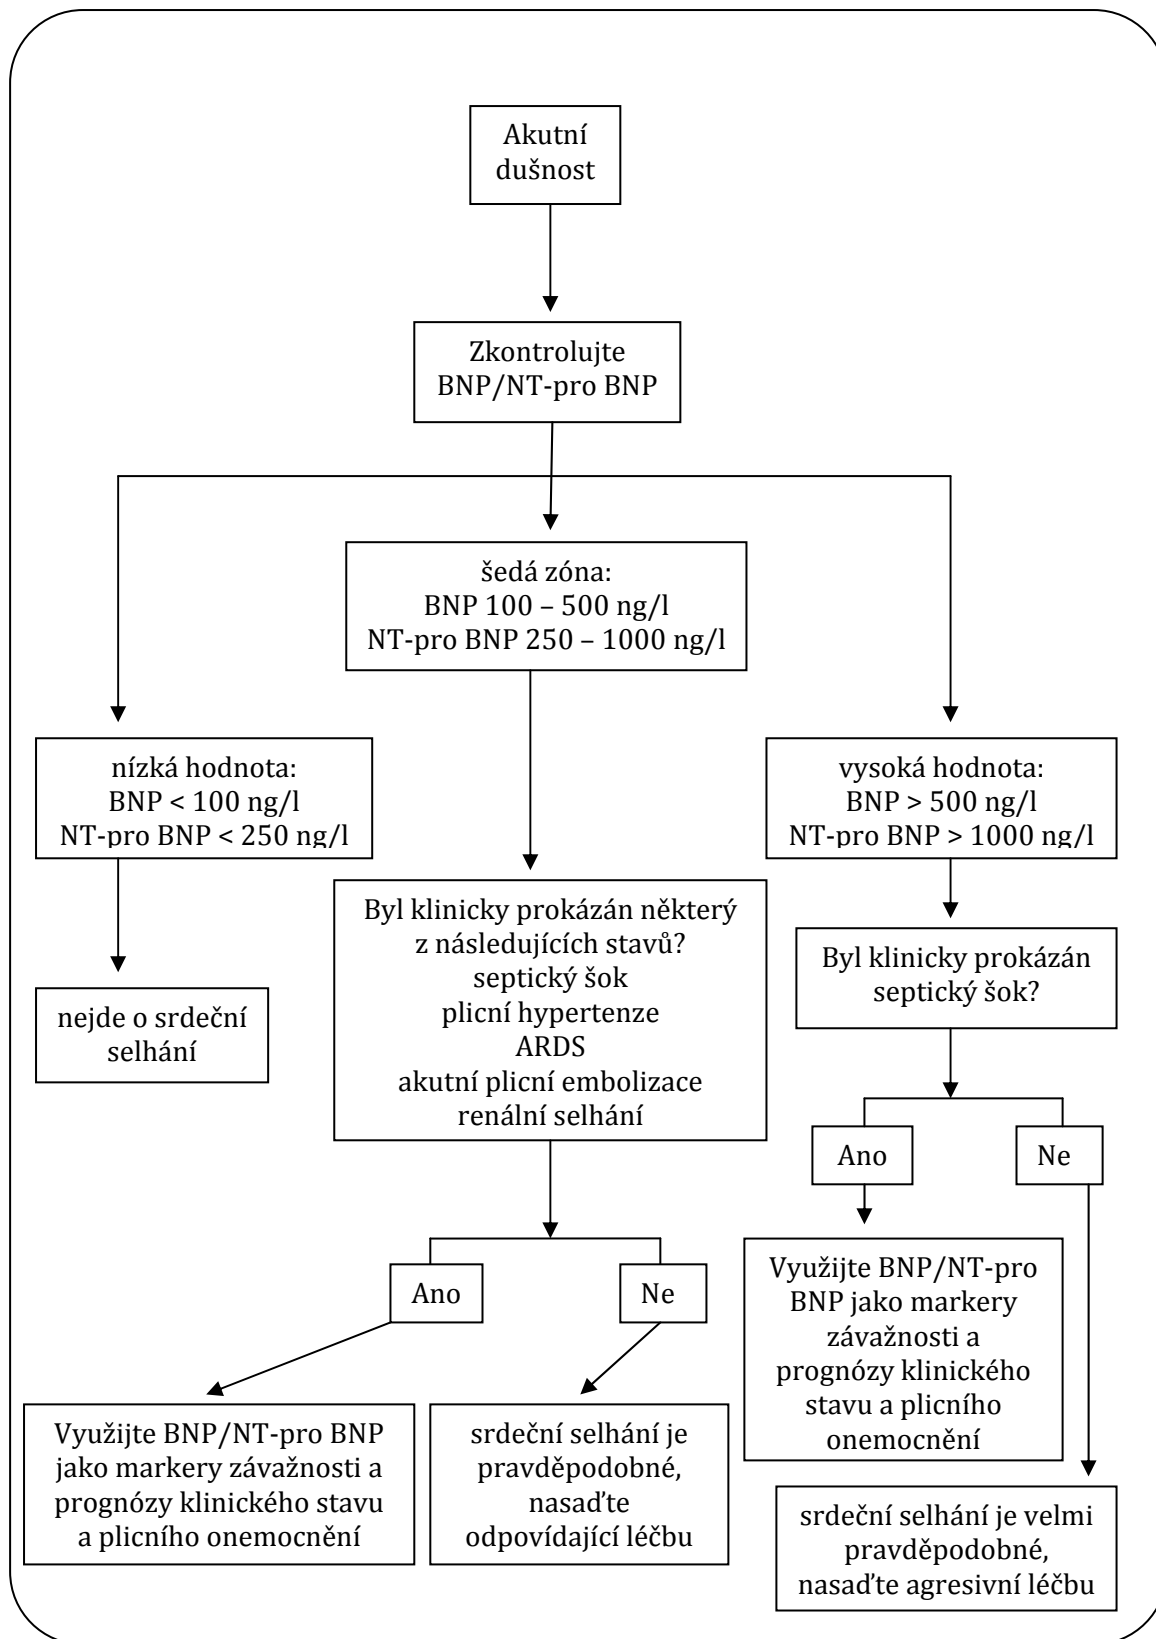 Akutní
dušnost
Zkontrolujte
BNP/NT-pro BNP
šedá zóna:
BNP 100 – 500 ng/l
NT-pro BNP 250 – 1000 ng/l
nízká hodnota:
BNP < 100 ng/l
NT-pro BNP < 250 ng/l
vysoká hodnota:
BNP > 500 ng/l
NT-pro BNP > 1000 ng/l
nejde o srdeční
selhání
Byl klinicky prokázán některý
z následujících stavů?
septický šok
plicní hypertenze
ARDS
akutní plicní embolizace
renální selhání
Byl klinicky prokázán
septický šok?
Ano
Ne
Ano
Ne
Využijte BNP/NT-pro BNP
jako markery závažnosti a
prognózy klinického stavu
a plicního onemocnění
srdeční selhání je
pravděpodobné,
nasaďte
odpovídající léčbu
Využijte BNP/NT-pro
BNP jako markery
závažnosti a
prognózy klinického
stavu a plicního
onemocnění
srdeční selhání je velmi
pravděpodobné,
nasaďte agresivní léčbu